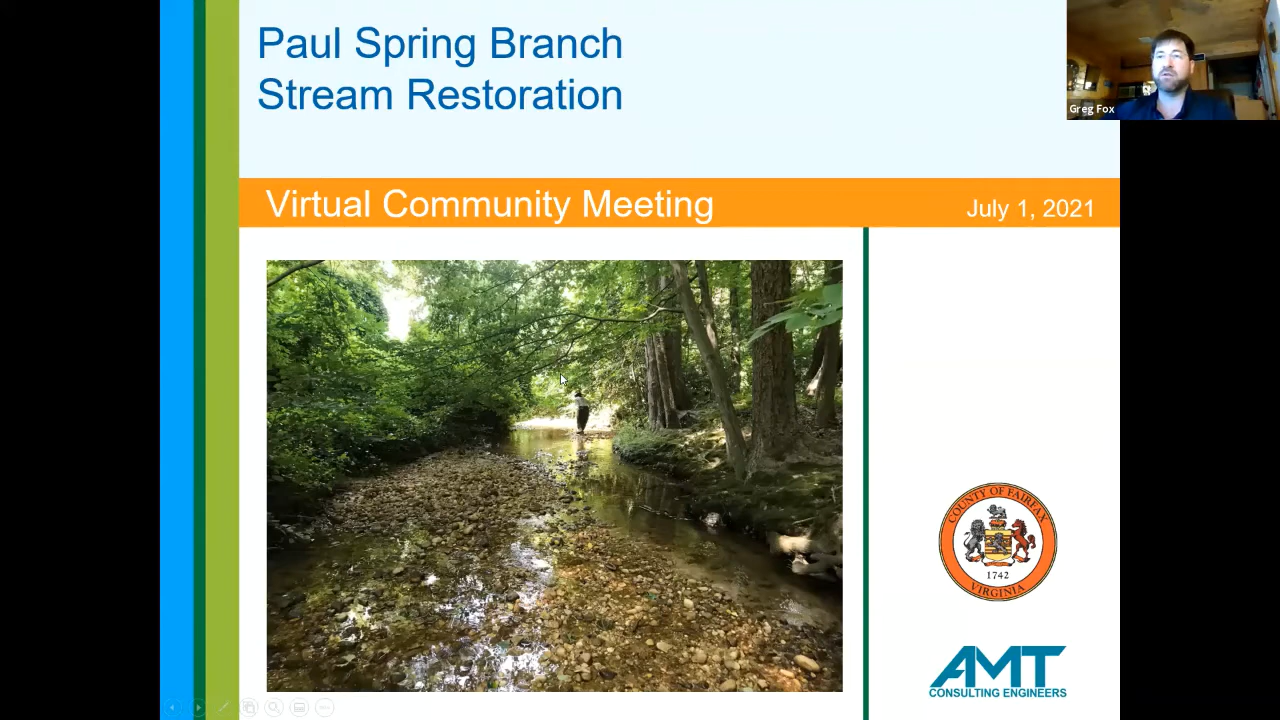 Paul Spring Branch
Stream Restoration
Greg Fox
Virtual Community Meeting
July 1, 2021
COUNTY OF FAIRFAX
1742
VIRGINIA
AMT
CONSULTING ENGINEERS